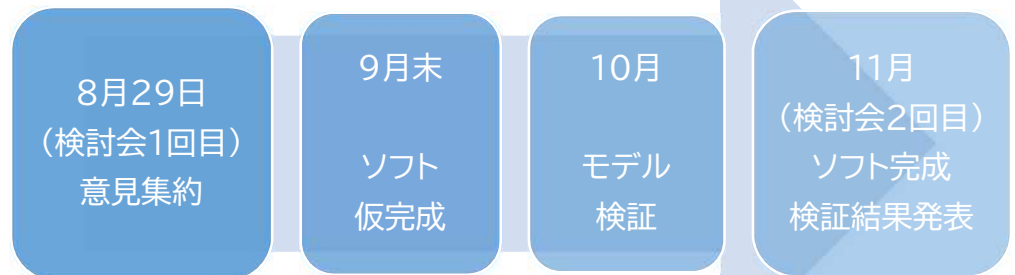 8月29日
（検討会1回目）
意見集約
9月末
ソフト
仮完成
10月
モデル
検証
11月
（検討会2回目）
ソフト完成
検証結果発表